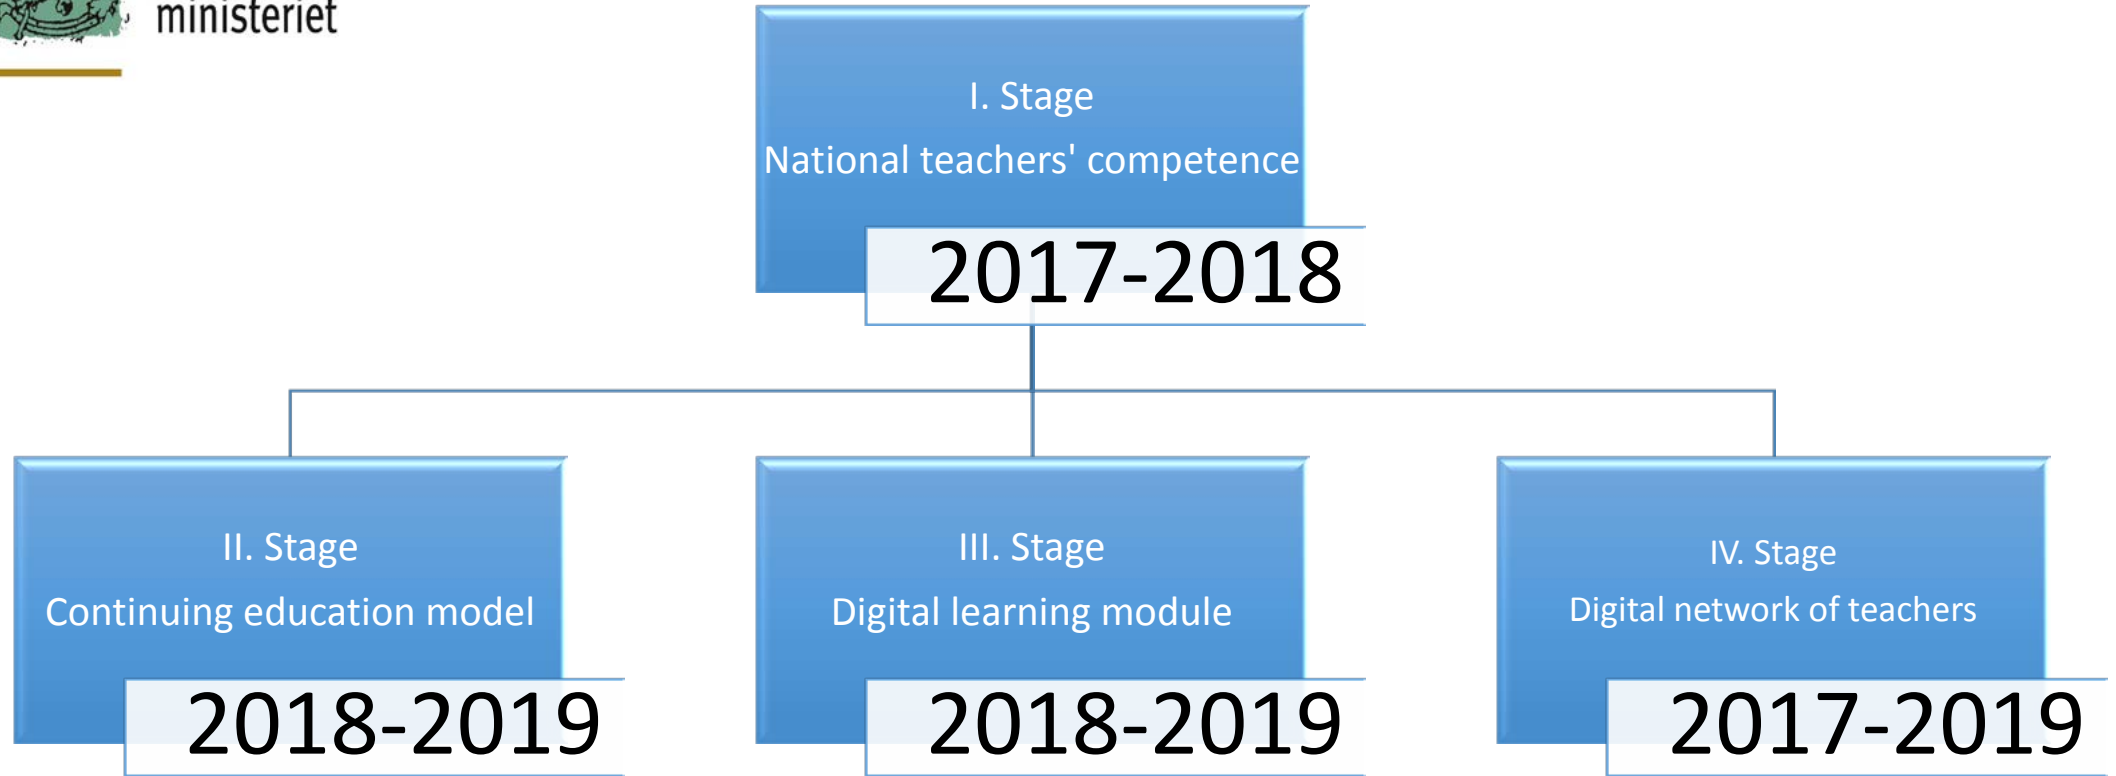 ministeriet
I. Stage
National teachers' competence
2017-2018
II. Stage
Continuing education model
2018-2019
III. Stage
Digital learning module
2018-2019
IV. Stage
Digital network of teachers
2017-2019